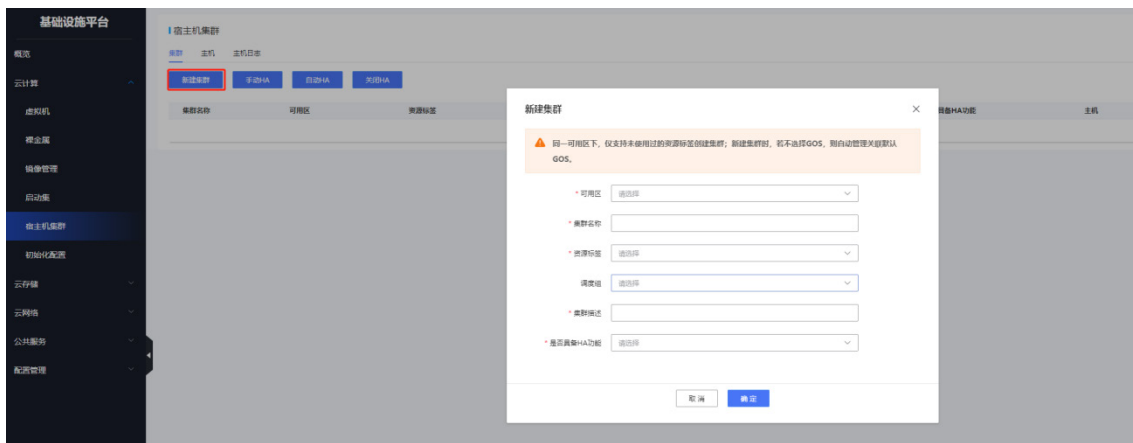 基础设施平台
宿主机集群
概览
集群 主机 主机日志
云计算
新建集群 手动HA 自动HA 关闭HA
集群名称 可用区 资源标签 具备HA功能 主机
虚拟机
裸金属
镜像管理
启动集
宿主机集群
初始化配置
云存储
云网络
公共服务
配置管理
新建集群
同一可用区下，仅支持未使用过的资源标签创建集群；新建集群时，若不选择GOS，则自动管理关联默认
GOS。
* 可用区 请选择
* 集群名称
* 资源标签 请选择
调度组 请选择
* 集群描述
* 是否具备HA功能 请选择
取消 确定